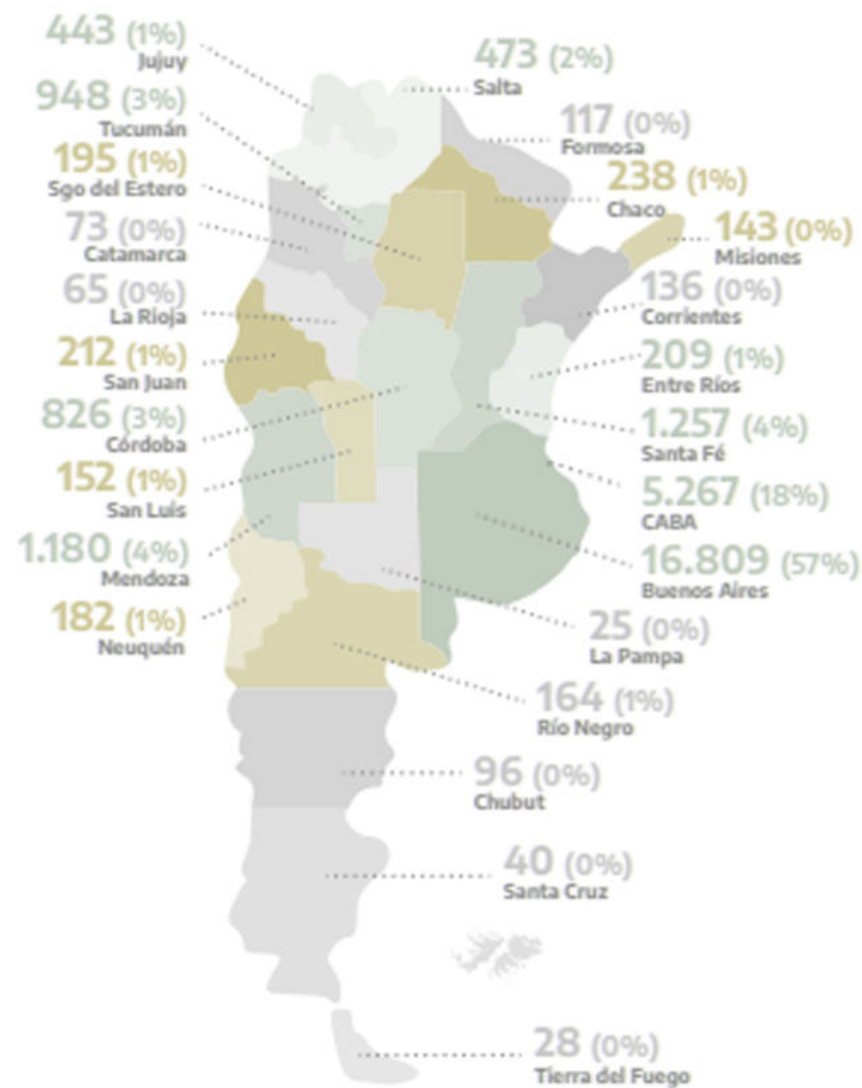 443 (1%)
Jujuy
948 (3%)
Tucumán
195 (1%)
Sgo del Estero
73 (0%)
Catamarca
65 (0%)
La Rioja
212 (1%)
San Juan
826 (3%)
Córdoba
152 (1%)
San Luis
1.180 (4%)
Mendoza
182 (1%)
Neuquén
473 (2%)
Salta
117 (0%)
Formosa
238 (1%)
Chaco
143 (0%)
Misiones
136 (0%)
Corrientes
209 (1%)
Entre Ríos
1.257 (4%)
Santa Fé
5.267 (18%)
CABA
16.809 (57%)
Buenos Aires
25 (0%)
La Pampa
164 (1%)
Río Negro
96 (0%)
Chubut
40 (0%)
Santa Cruz
28 (0%)
Tierra del Fuego